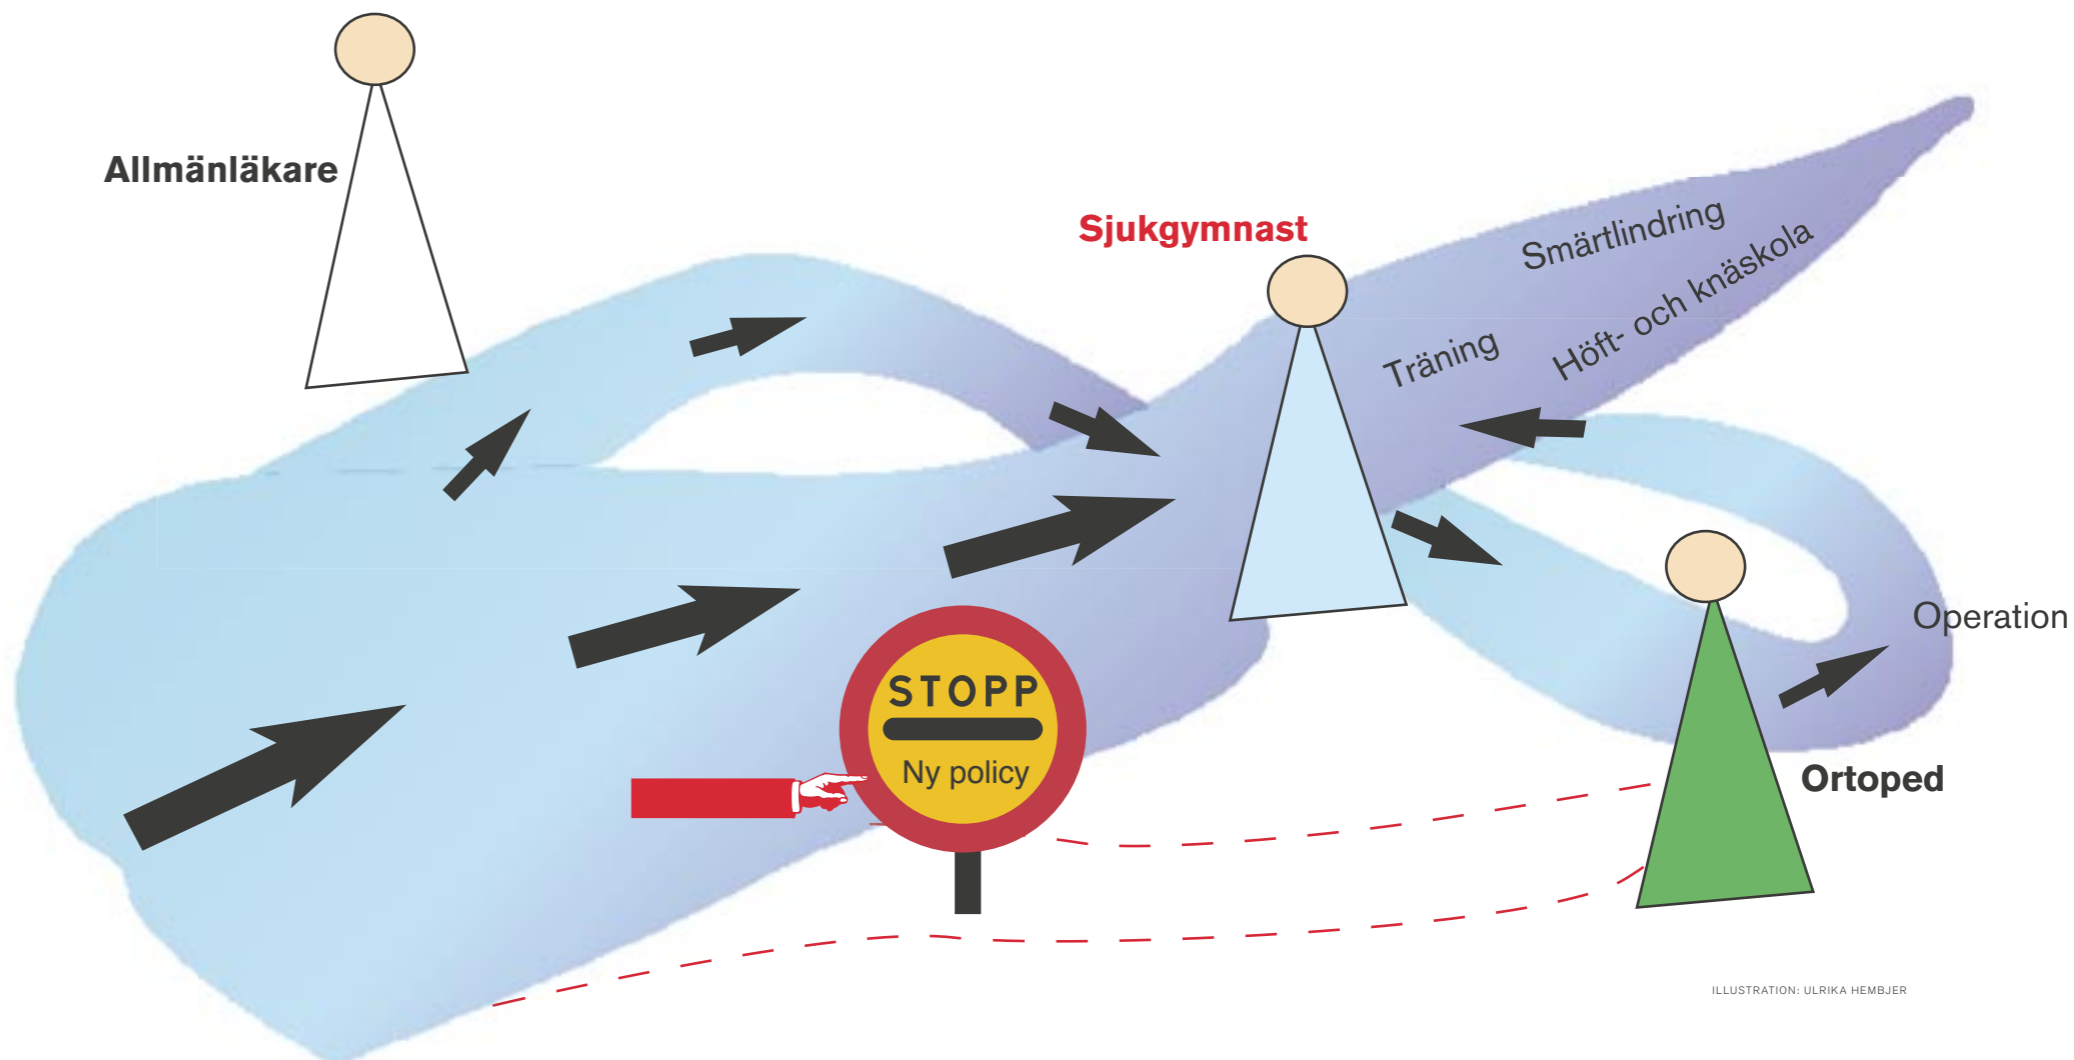 Allmänläkare
Sjukgymnast
Smärtlindring
Höft- och knäskola
Träning
Operation
STOPP
Ny policy
Ortoped
ILLUSTRATION: ULRIKA HEMBJER